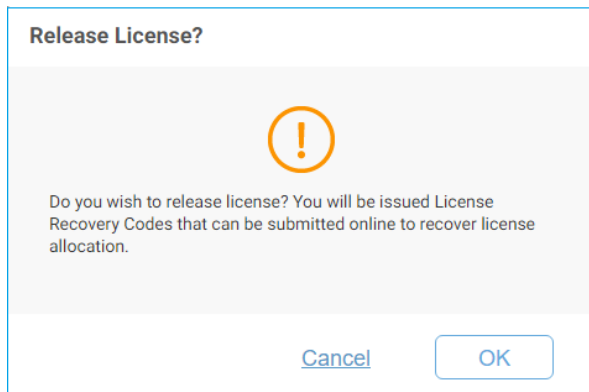 Release License?
!
Do you wish to release license? You will be issued License
Recovery Codes that can be submitted online to recover license
allocation.
Cancel
OK